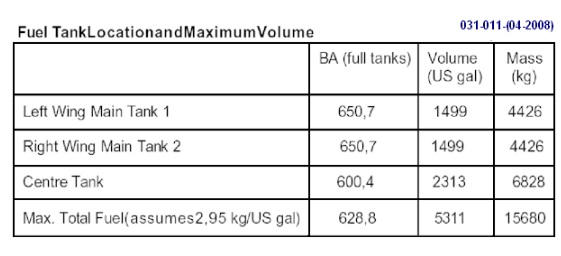 031-011-(04-2008)
Fuel TankLocationandMaximumVolume
BA (full tanks) Volume (US gal) Mass (kg)
Left Wing Main Tank 1 650,7 1499 4426
Right Wing Main Tank 2 650,7 1499 4426
Centre Tank 600,4 2313 6828
Max. Total Fuel(assumes2,95 kg/US gal) 628,8 5311 15680